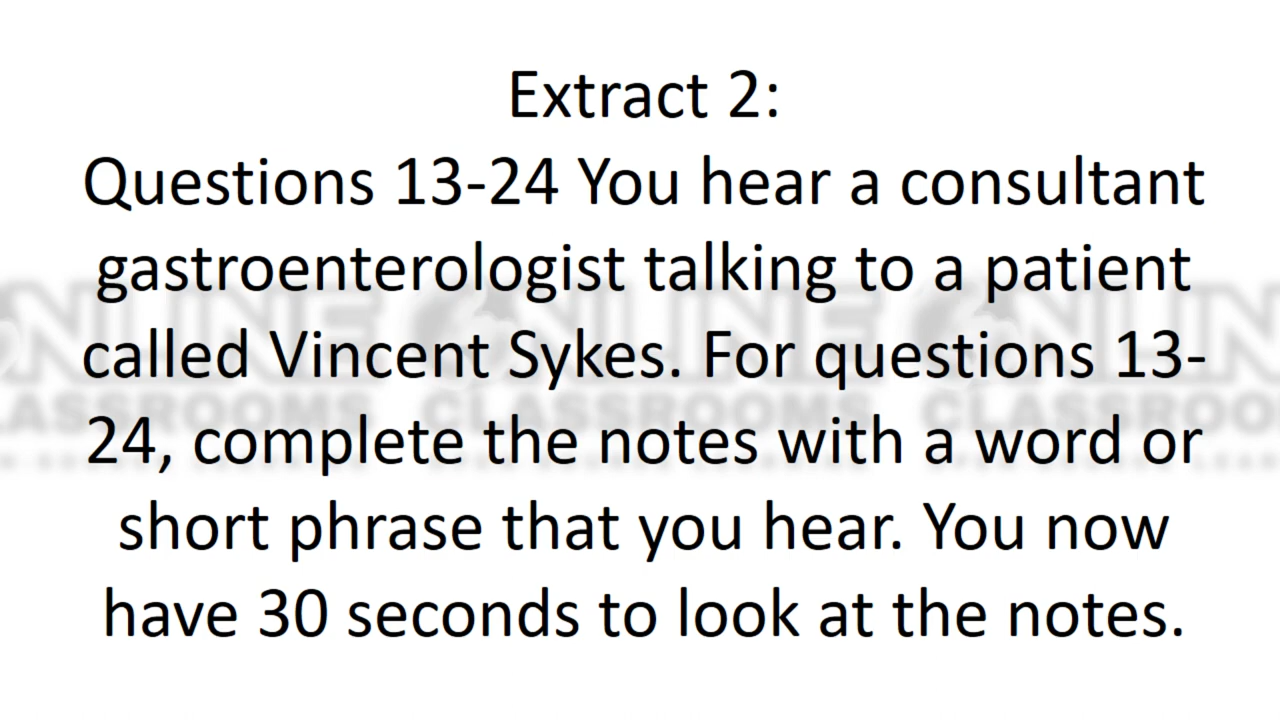 Extract 2:
Questions 13-24 You hear a consultant
gastroenterologist talking to a patient
called Vincent Sykes. For questions 13-
24, complete the notes with a word or
short phrase that you hear. You now
have 30 seconds to look at the notes.